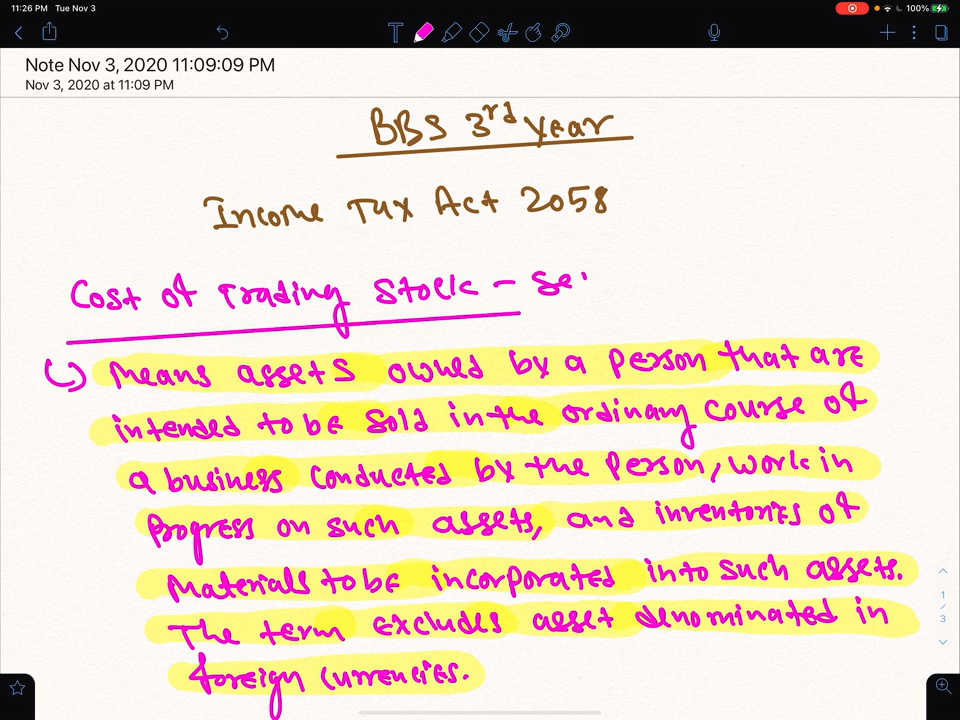 11:26 PM Tue Nov 3
100%
Note Nov 3, 2020 11:09:09 PM
Nov 3, 2020 at 11:09 PM
BBS 3rd Year
Income Tax Act 2058
Cost of Trading Stock - Se
Means assets owned by a person that are
intended to be sold in the ordinary course of
a business conducted by the person, work in
progress on such assets, and inventories of
materials to be incorporated into such assets.
The term excludes asset denominated in
foreign currencies.
1
/
3